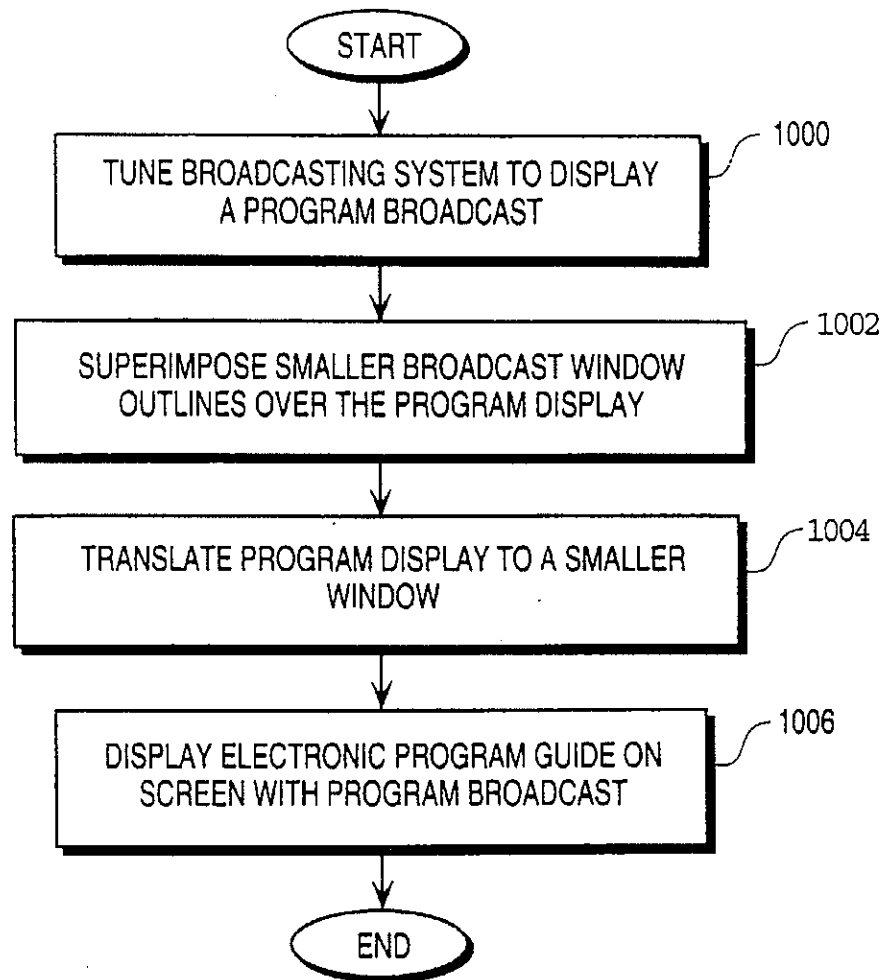 START
1000
TUNE BROADCASTING SYSTEM TO DISPLAY
A PROGRAM BROADCAST
1002
SUPERIMPOSE SMALLER BROADCAST WINDOW
OUTLINES OVER THE PROGRAM DISPLAY
1004
TRANSLATE PROGRAM DISPLAY TO A SMALLER
WINDOW
1006
DISPLAY ELECTRONIC PROGRAM GUIDE ON
SCREEN WITH PROGRAM BROADCAST
END